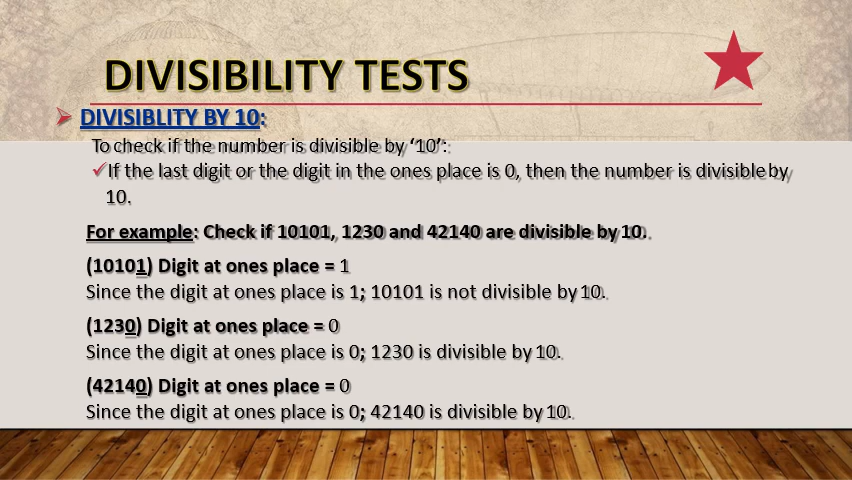 DIVISIBILITY TESTS
DIVISIBLITY BY 10:
To check if the number is divisible by ‘10’:
If the last digit or the digit in the ones place is 0, then the number is divisible by
10.
For example: Check if 10101, 1230 and 42140 are divisible by 10.
(10101) Digit at ones place = 1
Since the digit at ones place is 1; 10101 is not divisible by 10.
(1230) Digit at ones place = 0
Since the digit at ones place is 0; 1230 is divisible by 10.
(42140) Digit at ones place = 0
Since the digit at ones place is 0; 42140 is divisible by 10.